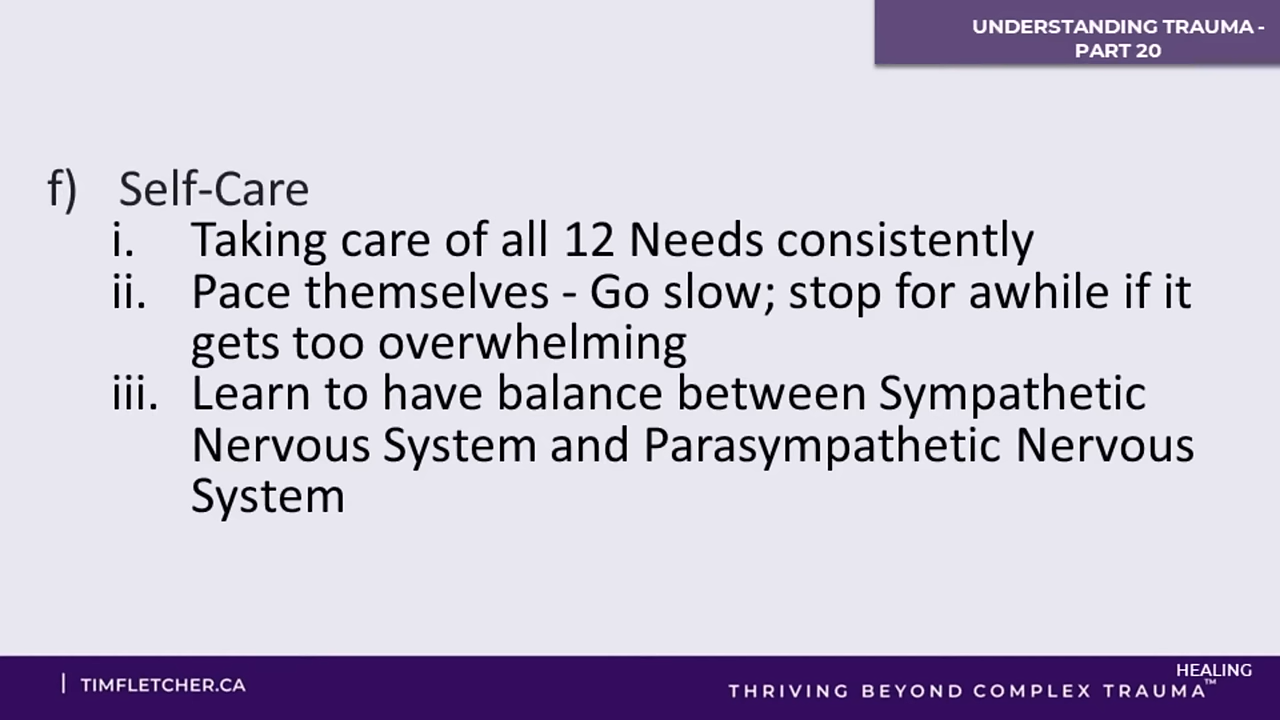 UNDERSTANDING TRAUMA -
PART 20
f) Self-Care
i. Taking care of all 12 Needs consistently
ii. Pace themselves - Go slow; stop for awhile if it
gets too overwhelming
iii. Learn to have balance between Sympathetic
Nervous System and Parasympathetic Nervous
System
| TIMFLETCHER.CA
HEALING
THRIVING BEYOND COMPLEX TRAUMA™